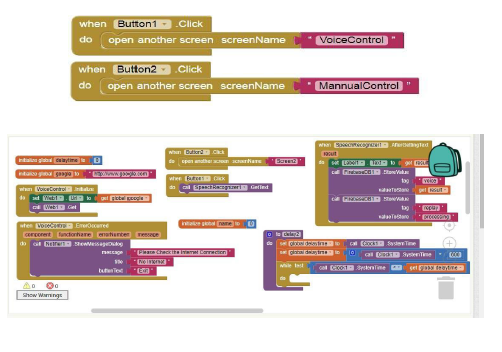 when Button1 .Click
do open another screen screenName " VoiceControl "
when Button2 .Click
do open another screen screenName " MannualControl "
initialize global delaytime to 0
initialize global google to " http://www.google.com "
when VoiceControl .Initialize
do set Web1 . Url to get global google
call Web1 .Get
when VoiceControl .ErrorOccurred
component functionName errorNumber message
do call Notifier1 .ShowMessageDialog
message " Please Check the Internet Connection "
title " No Internet "
buttonText " Exit "
0 0
Show Warnings
when Click
do open another screen screenName " Screen2 "
when Button1 .Click
do call SpeechRecognizer1 .GetText
initialize global name to
when SpeechRecognizer1 .AfterGettingText
result
do set Label1 . Text to get result
call FirebaseDB1 .StoreValue
tag " voice "
valueToStore get result
call FirebaseDB1 .StoreValue
tag " replay "
valueToStore " processing "
to delay2
do set global delaytime to call Clock1 .SystemTime
set global delaytime to call Clock1 .SystemTime
while test call Clock1 .SystemTime get global delaytime
do